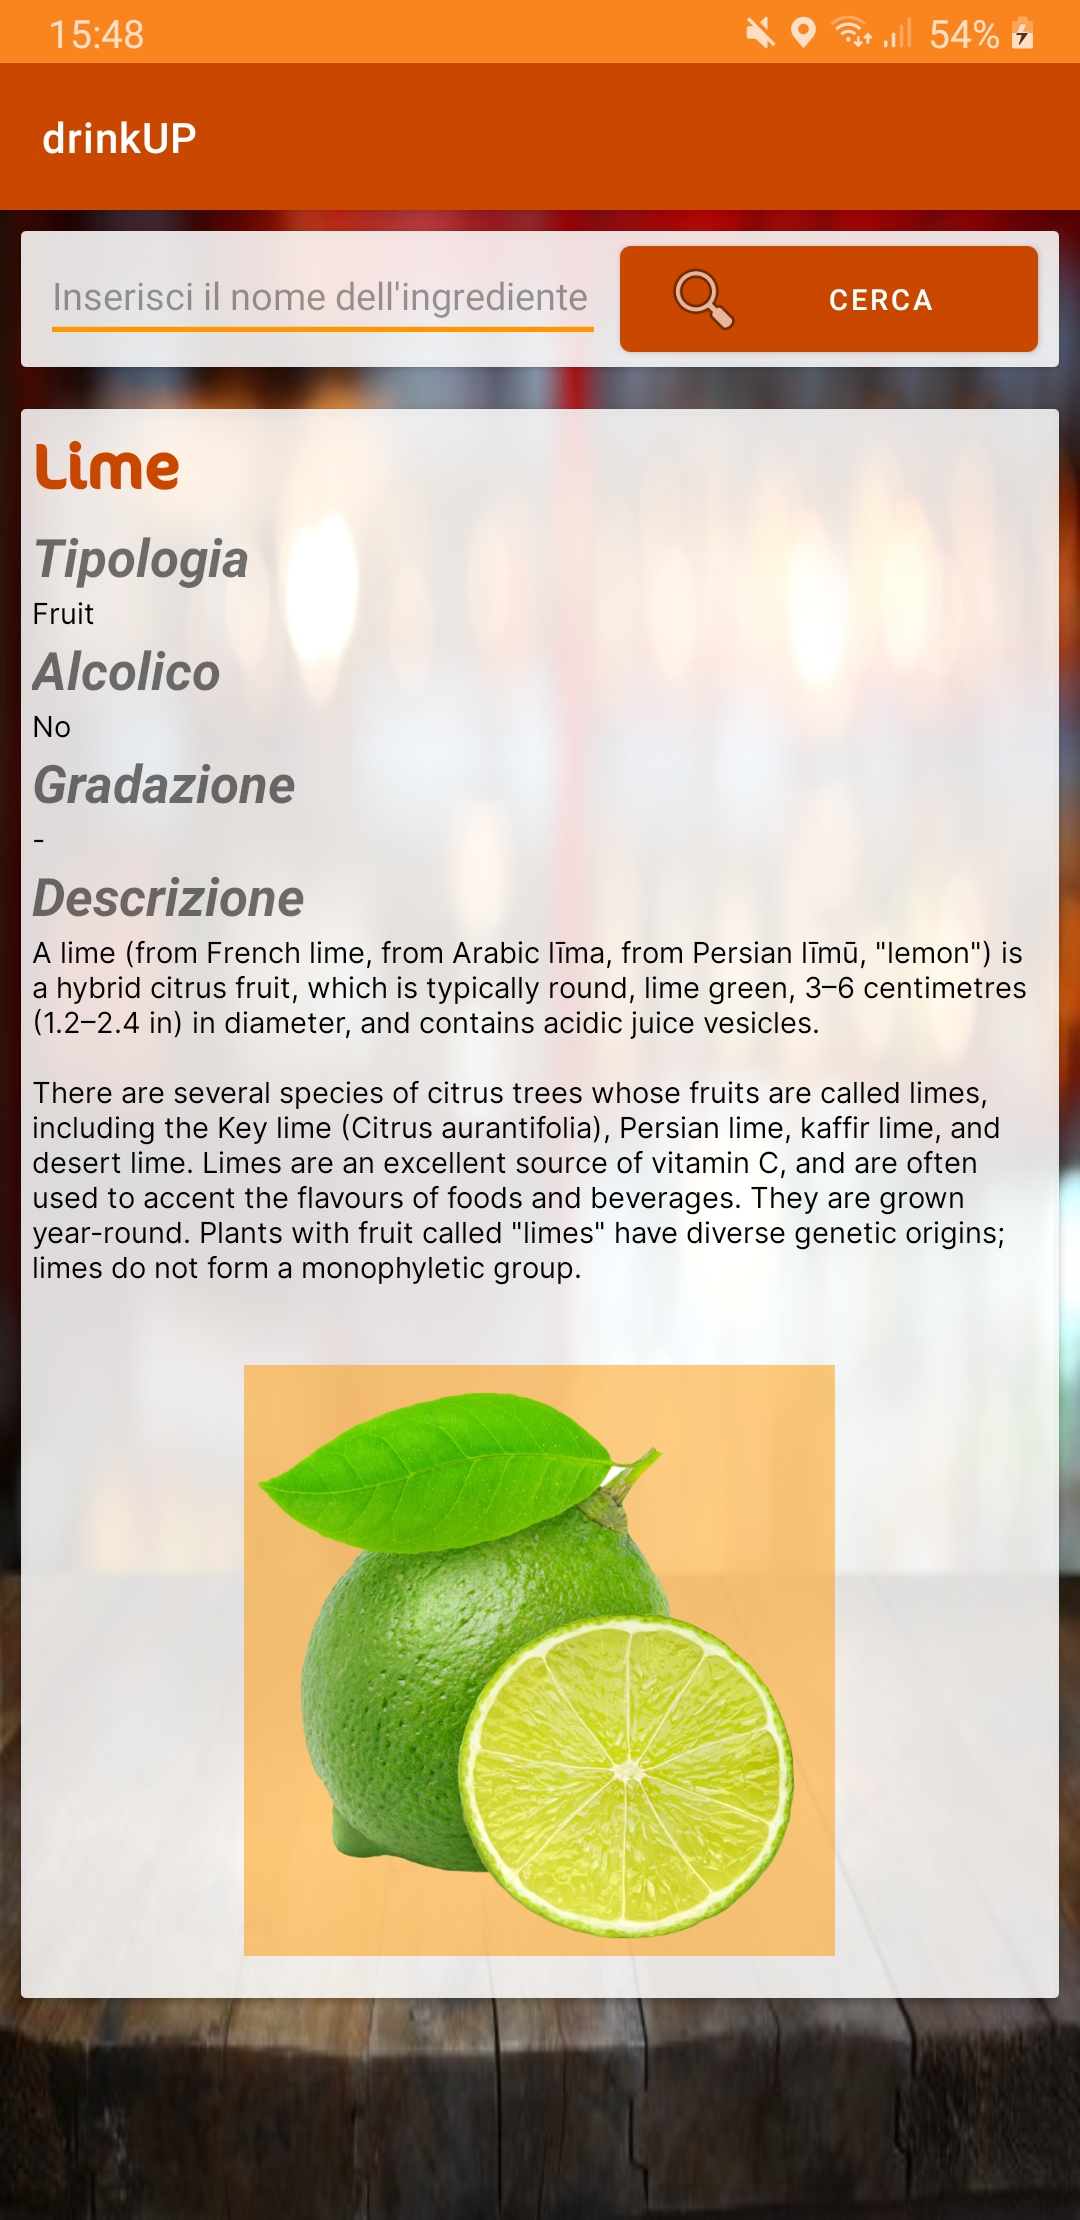 15:48
54%
drinkUP
Inserisci il nome dell'ingrediente
CERCA
Lime
Tipologia
Fruit
Alcolico
No
Gradazione
-
Descrizione
A lime (from French lime, from Arabic līma, from Persian līmū, "lemon") is
a hybrid citrus fruit, which is typically round, lime green, 3–6 centimetres
(1.2–2.4 in) in diameter, and contains acidic juice vesicles.
There are several species of citrus trees whose fruits are called limes,
including the Key lime (Citrus aurantifolia), Persian lime, kaffir lime, and
desert lime. Limes are an excellent source of vitamin C, and are often
used to accent the flavours of foods and beverages. They are grown
year-round. Plants with fruit called "limes" have diverse genetic origins;
limes do not form a monophyletic group.